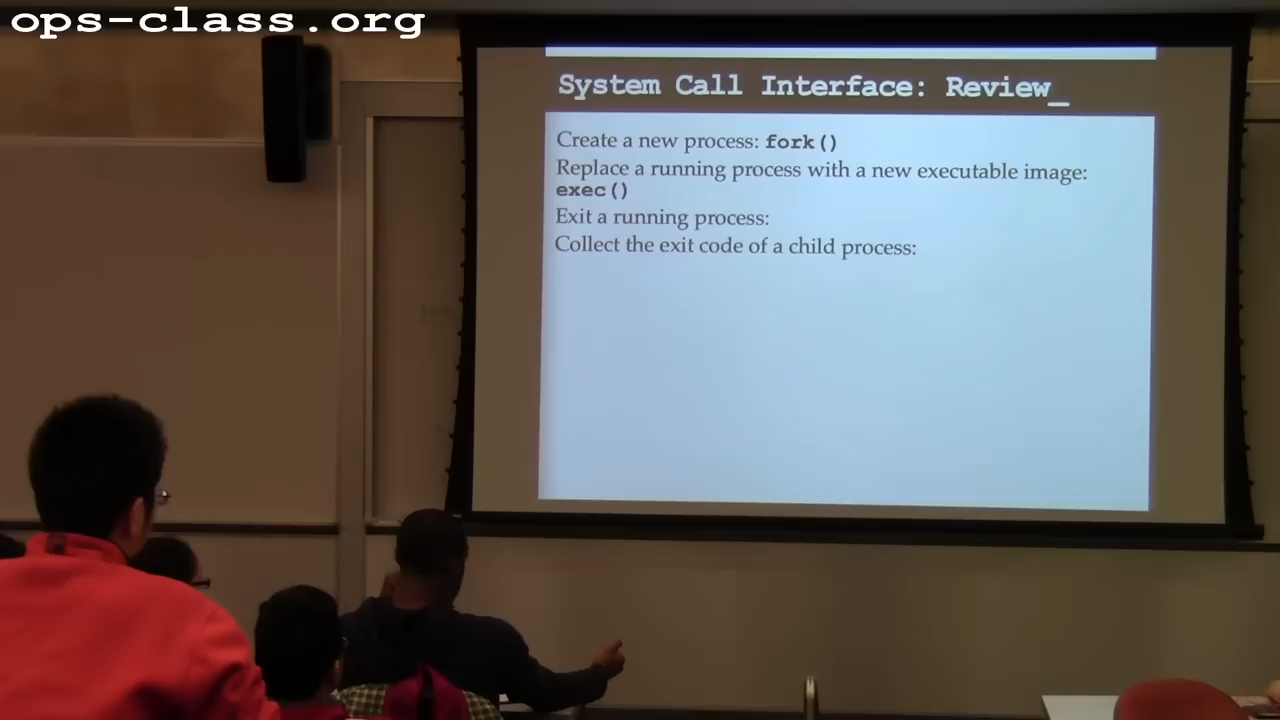 ops-class.org
System Call Interface: Review_
Create a new process: fork()
Replace a running process with a new executable image:
exec()
Exit a running process:
Collect the exit code of a child process: